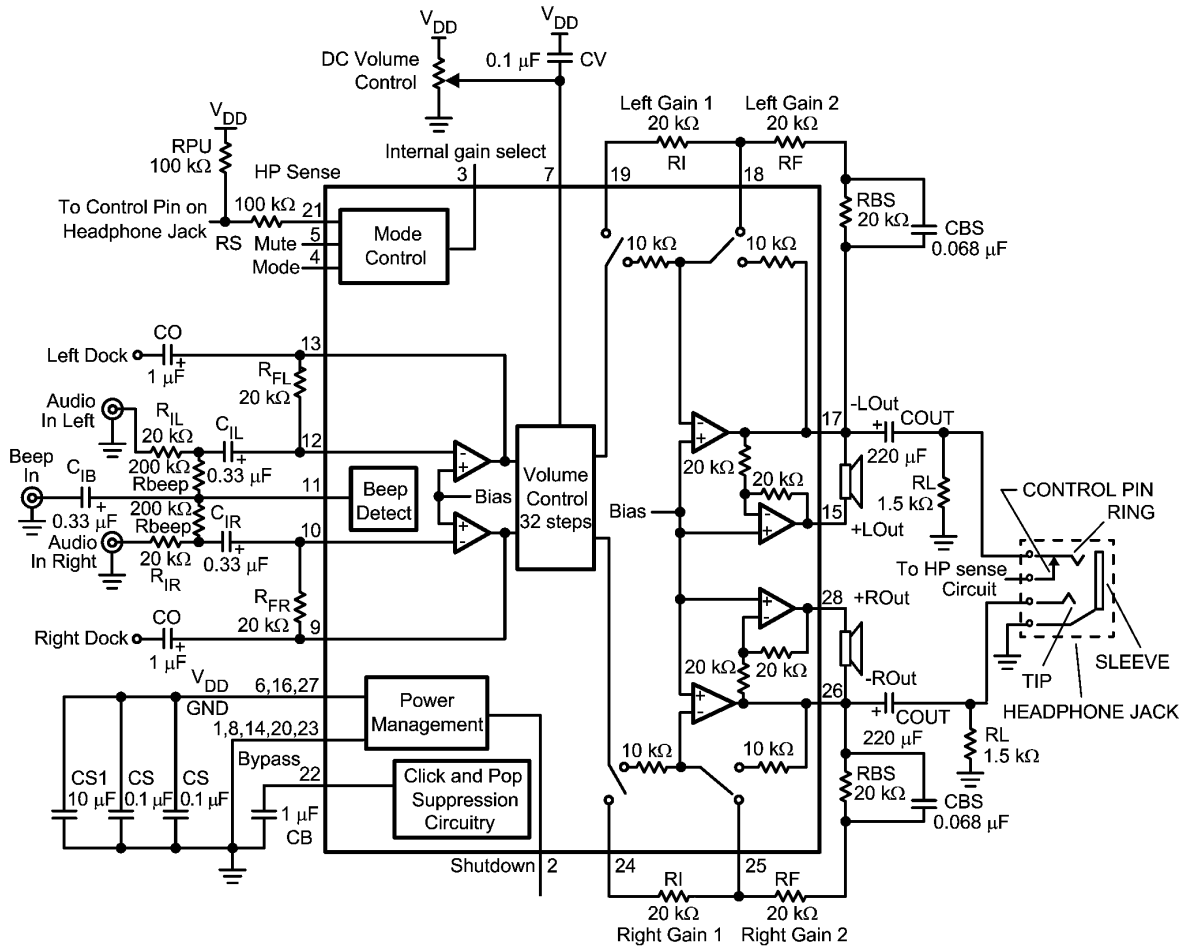 V_DD
V_DD
DC Volume
Control
0.1 µF
CV
V_DD
RPU
100 kΩ
Internal gain select
HP Sense
3
7
Left Gain 1
20 kΩ
RI
Left Gain 2
20 kΩ
RF
19
18
To Control Pin on
Headphone Jack
RS
100 kΩ
21
Mute
5
Mode
4
Mode
Control
10 kΩ
10 kΩ
RBS
20 kΩ
CBS
0.068 µF
Left Dock
CO
+
1 µF
13
R_FL
20 kΩ
Audio
In Left
R_IL
20 kΩ
C_IL
+
0.33 µF
12
200 kΩ
Rbeep
Beep
In
C_IB
+
0.33 µF
11
Beep
Detect
200 kΩ
Rbeep
C_IR
+
0.33 µF
10
Audio
In Right
20 kΩ
R_IR
R_FR
20 kΩ
Right Dock
CO
+
1 µF
9
-
+
Bias
+
-
Volume
Control
32 steps
Bias
-
+
20 kΩ
20 kΩ
-
+
17
-LOut
15
+LOut
+
COUT
220 µF
RL
1.5 kΩ
CONTROL PIN
RING
To HP sense
Circuit
SLEEVE
TIP
HEADPHONE JACK
+
-
28
+ROut
20 kΩ
20 kΩ
+
-
26
-ROut
+
COUT
220 µF
RL
1.5 kΩ
V_DD
6,16,27
GND
1,8,14,20,23
Power
Management
Bypass
22
Click and Pop
Suppression
Circuitry
CS1
10 µF
CS
0.1 µF
CS
0.1 µF
1 µF
CB
10 kΩ
10 kΩ
RBS
20 kΩ
CBS
0.068 µF
Shutdown
2
24
25
RI
20 kΩ
Right Gain 1
RF
20 kΩ
Right Gain 2